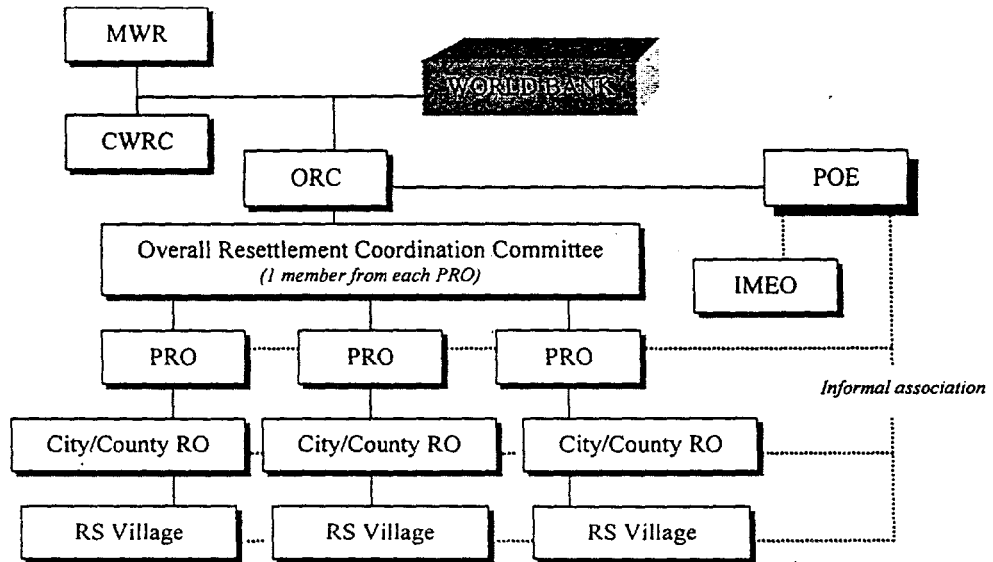 MWR
WORLD BANK
CWRC
ORC
POE
Overall Resettlement Coordination Committee
(1 member from each PRO)
IMEO
PRO
PRO
PRO
Informal association
City/County RO
City/County RO
City/County RO
RS Village
RS Village
RS Village